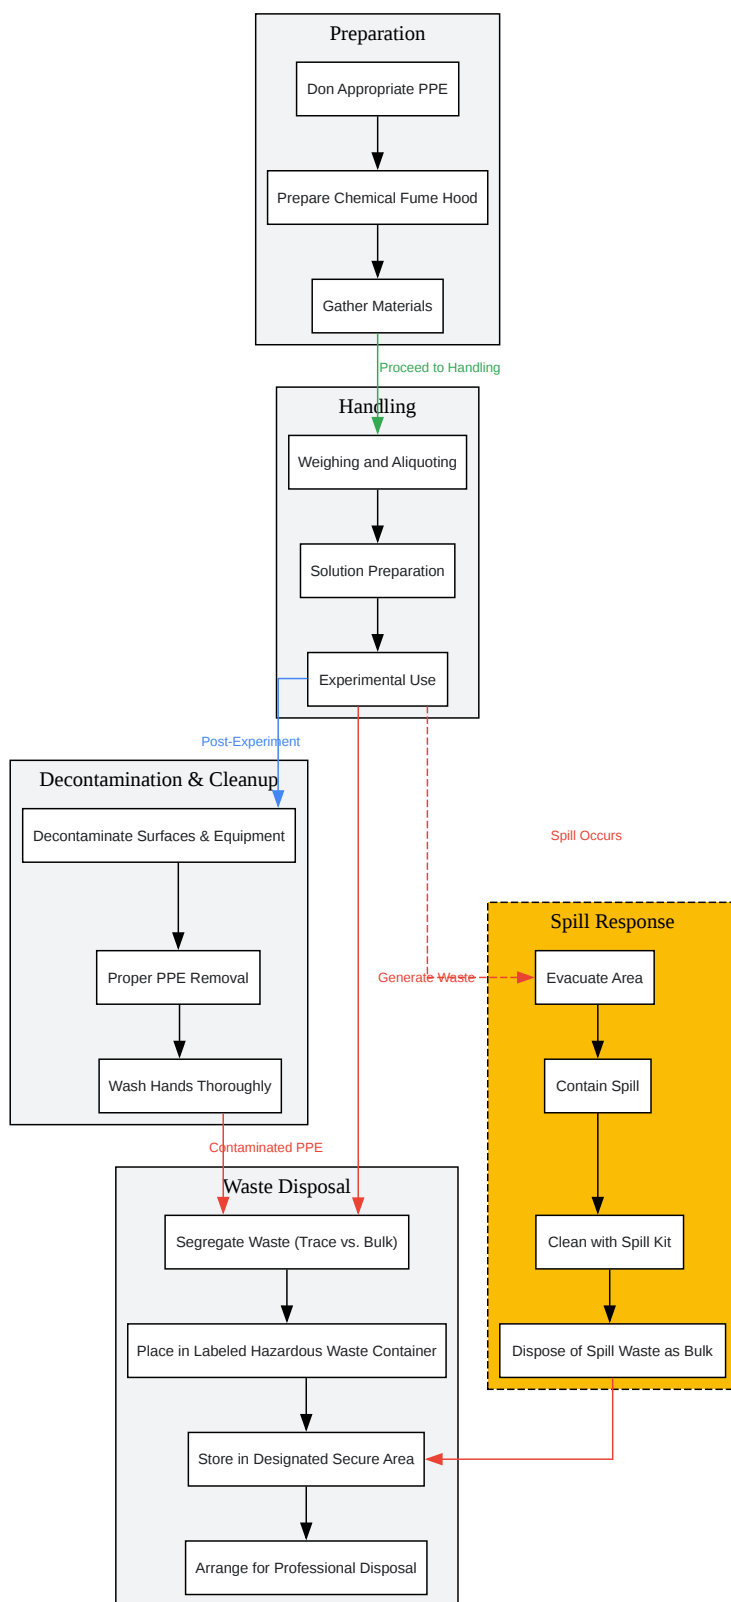 Preparation
Don Appropriate PPE
Prepare Chemical Fume Hood
Gather Materials
Proceed to Handling
Handling
Weighing and Aliquoting
Solution Preparation
Experimental Use
Post-Experiment
Decontamination & Cleanup
Decontaminate Surfaces & Equipment
Spill Occurs
Spill Response
Proper PPE Removal
Generate Waste
Evacuate Area
Wash Hands Thoroughly
Contain Spill
Contaminated PPE
Waste Disposal
Segregate Waste (Trace vs. Bulk)
Clean with Spill Kit
Place in Labeled Hazardous Waste Container
Dispose of Spill Waste as Bulk
Store in Designated Secure Area
Arrange for Professional Disposal